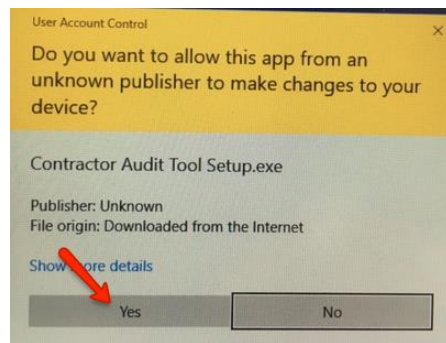 User Account Control
Do you want to allow this app from an
unknown publisher to make changes to your
device?
Contractor Audit Tool Setup.exe
Publisher: Unknown
File origin: Downloaded from the Internet
Show more details
Yes
No